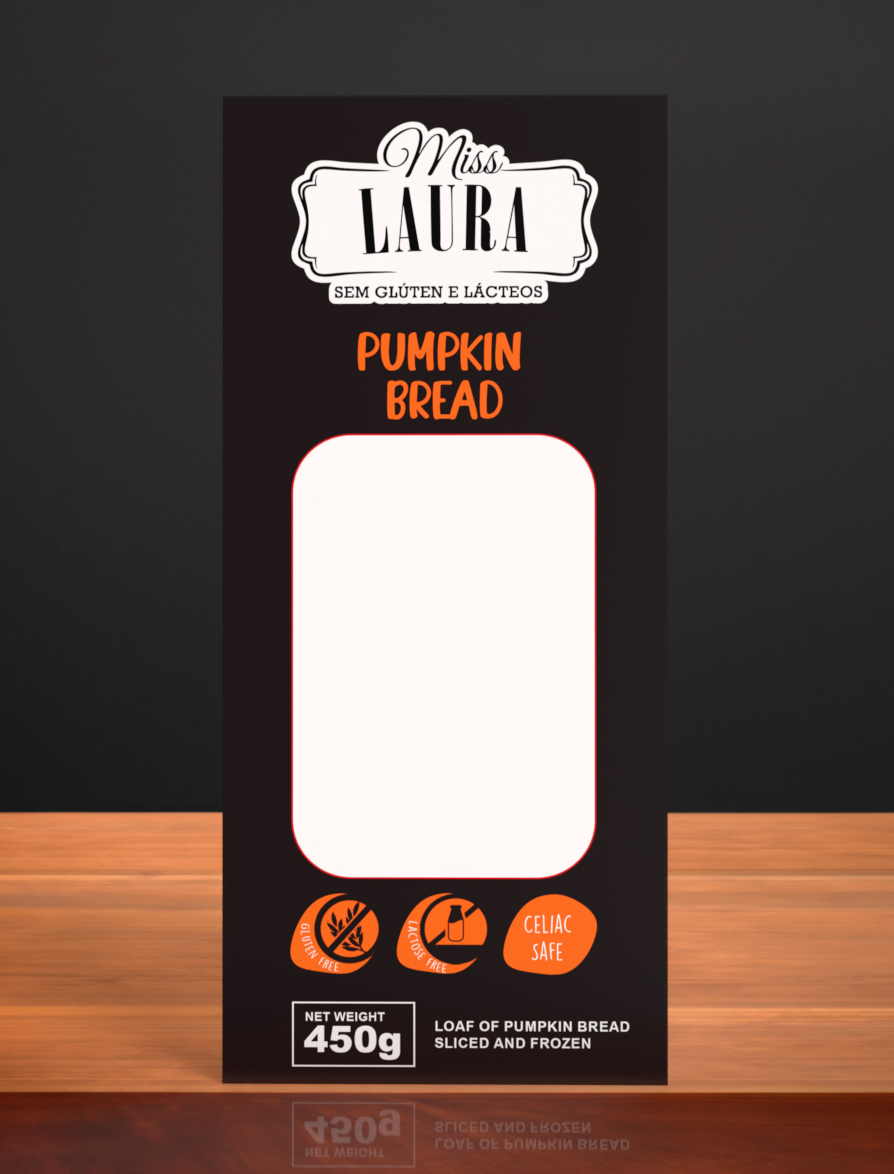 Miss
LAURA
SEM GLÚTEN E LÁCTEOS
PUMPKIN
BREAD
GLUTEN FREE
LACTOSE FREE
CELIAC
SAFE
NET WEIGHT
450g
LOAF OF PUMPKIN BREAD
SLICED AND FROZEN